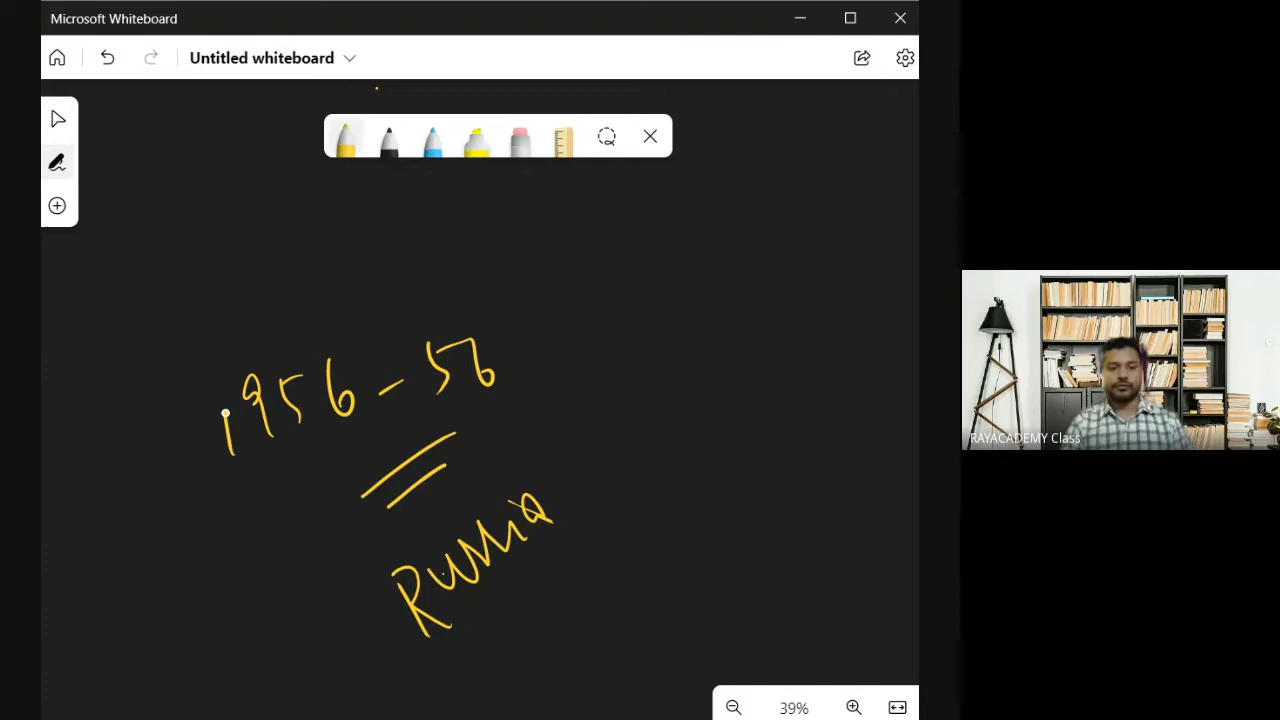 Microsoft Whiteboard
Untitled whiteboard
1956 - 56
Russia
RAYACADEMY Class
39%